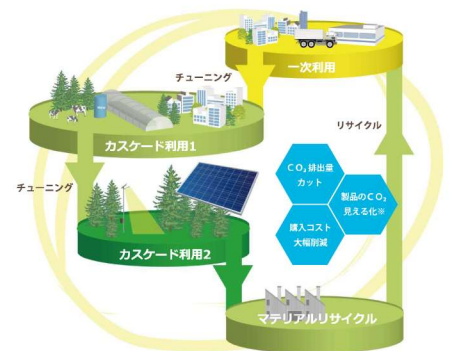 一次利用
チューニング
カスケード利用1
リサイクル
チューニング
CO₂排出量
カット
製品のCO₂
見える化※
購入コスト
大幅削減
カスケード利用2
マテリアルリサイクル